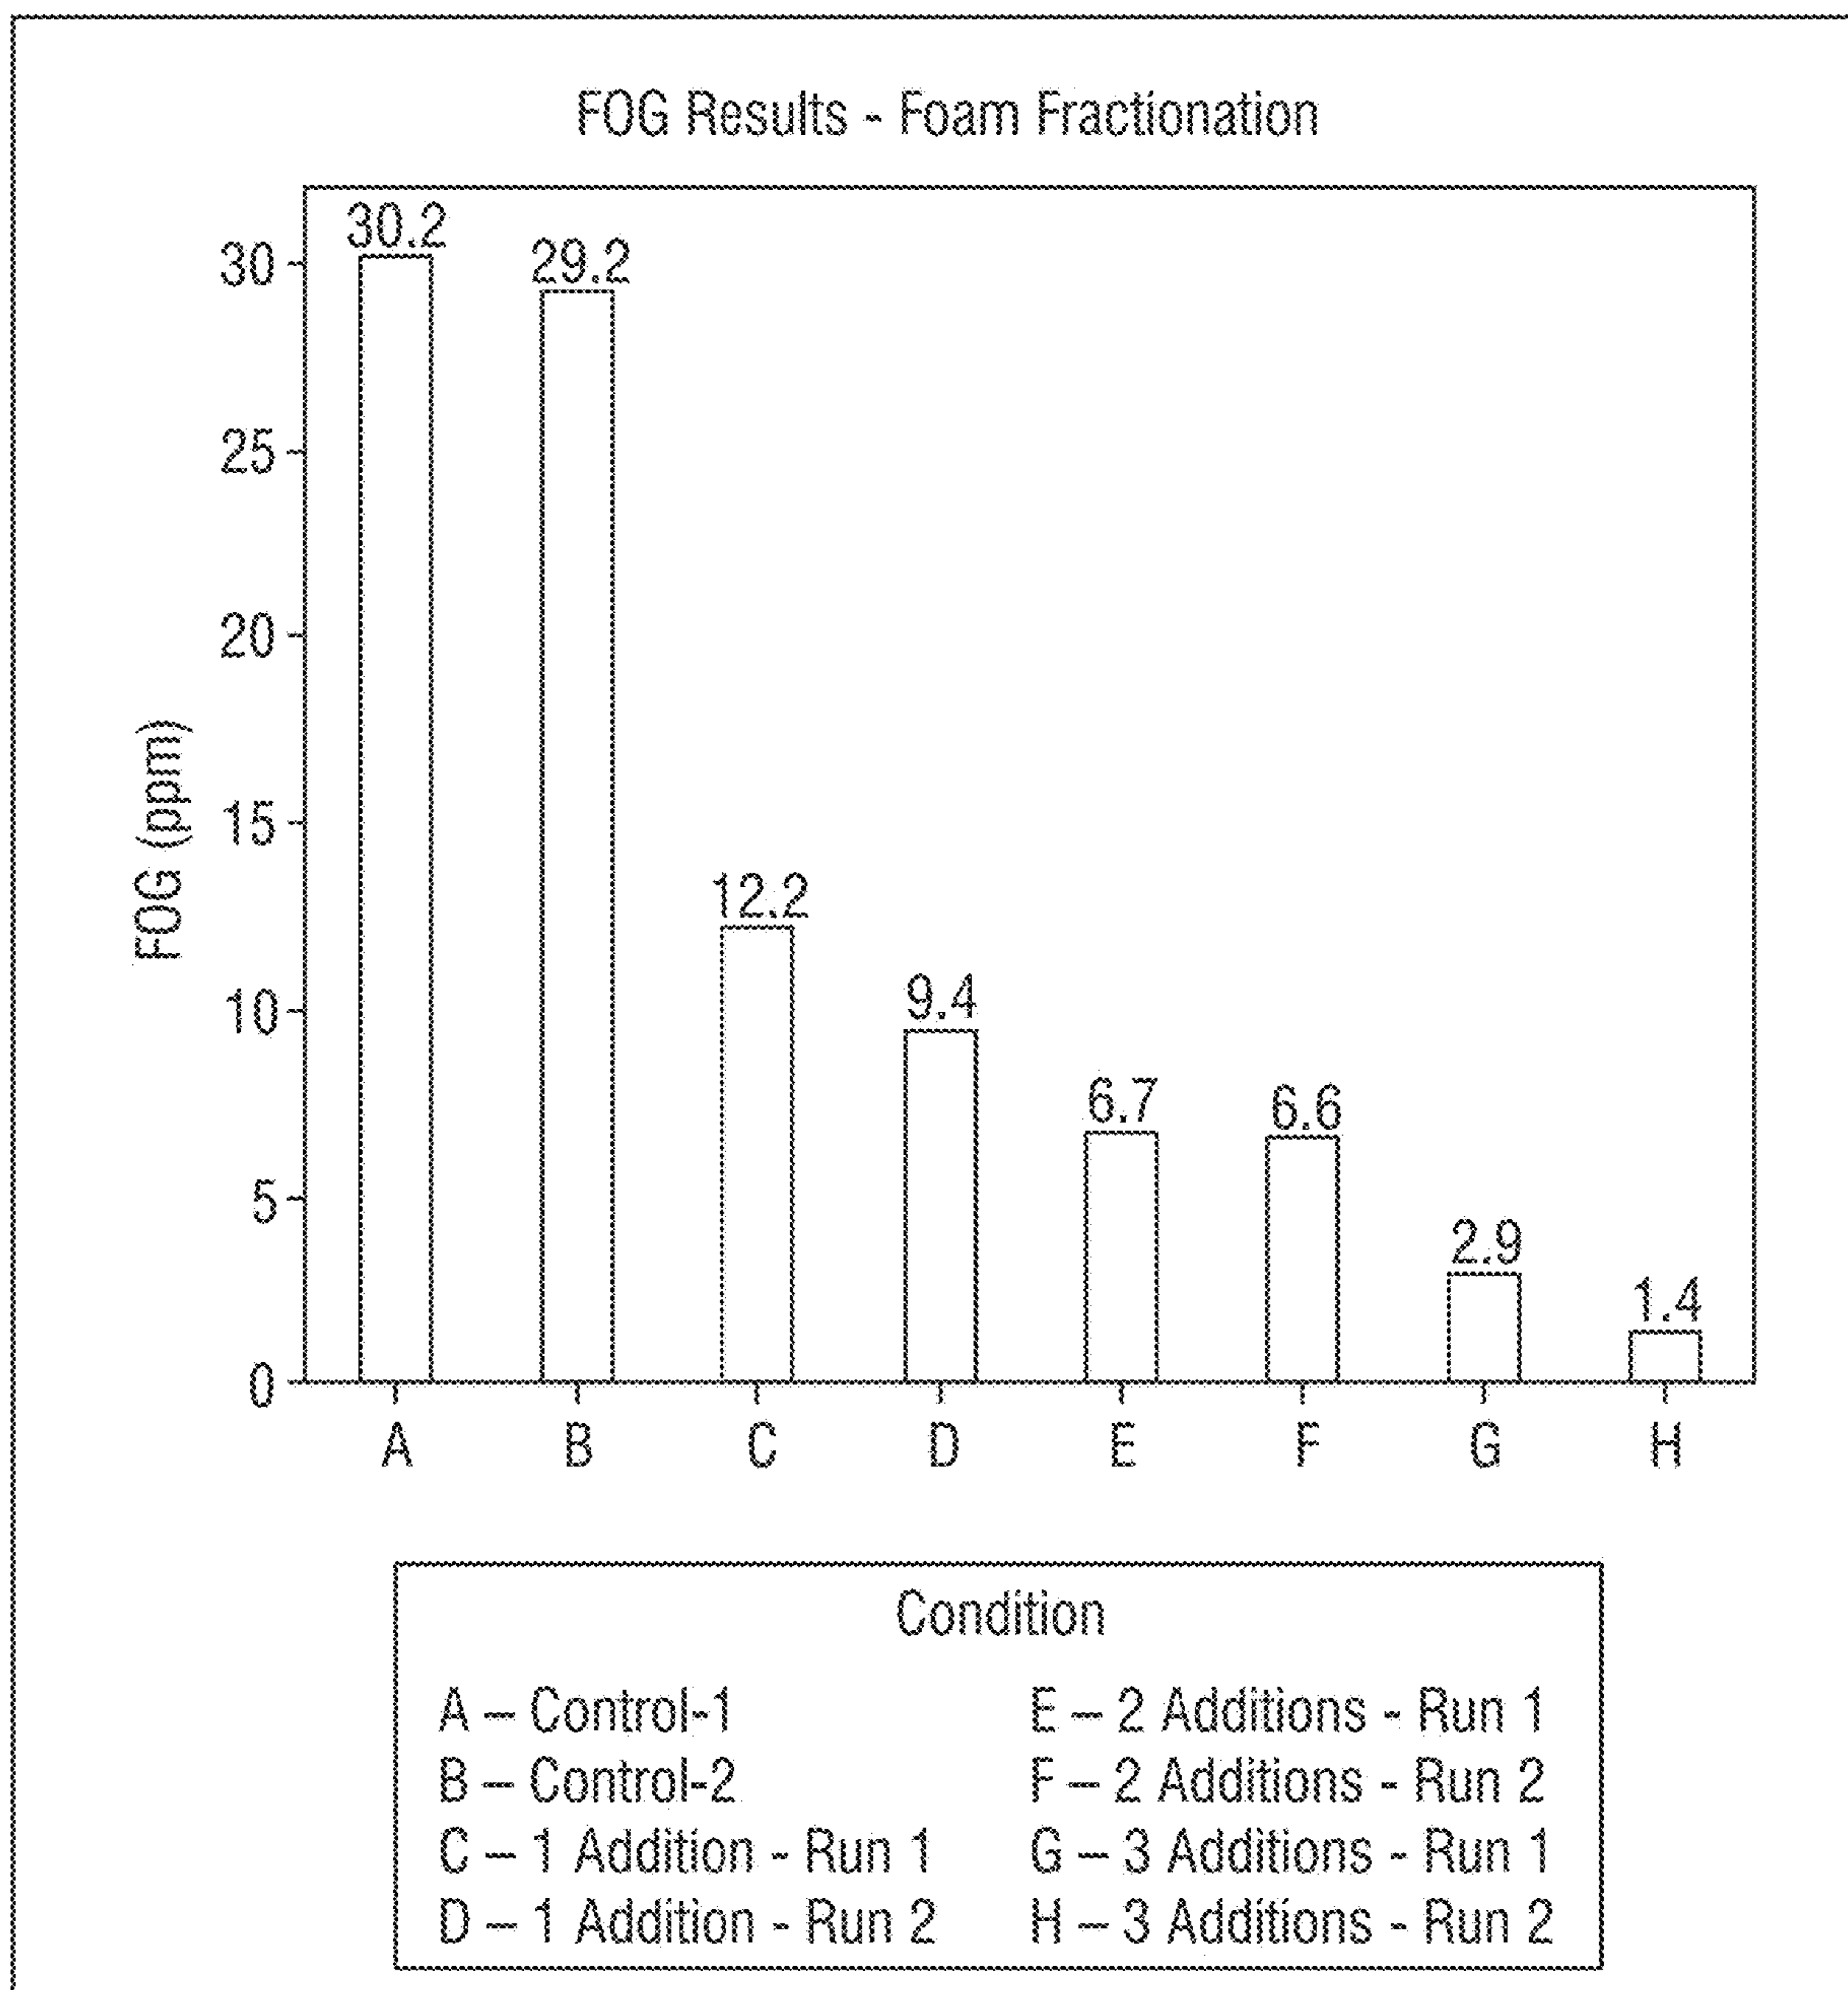 FOG Results - Foam Fractionation
FOG (ppm)
30
25
20
15
10
5
0
30.2
29.2
12.2
9.4
6.7
6.6
2.9
1.4
A
B
C
D
E
F
G
H
Condition
A – Control-1
B – Control-2
C – 1 Addition - Run 1
D – 1 Addition - Run 2
E – 2 Additions - Run 1
F – 2 Additions - Run 2
G – 3 Additions - Run 1
H – 3 Additions - Run 2